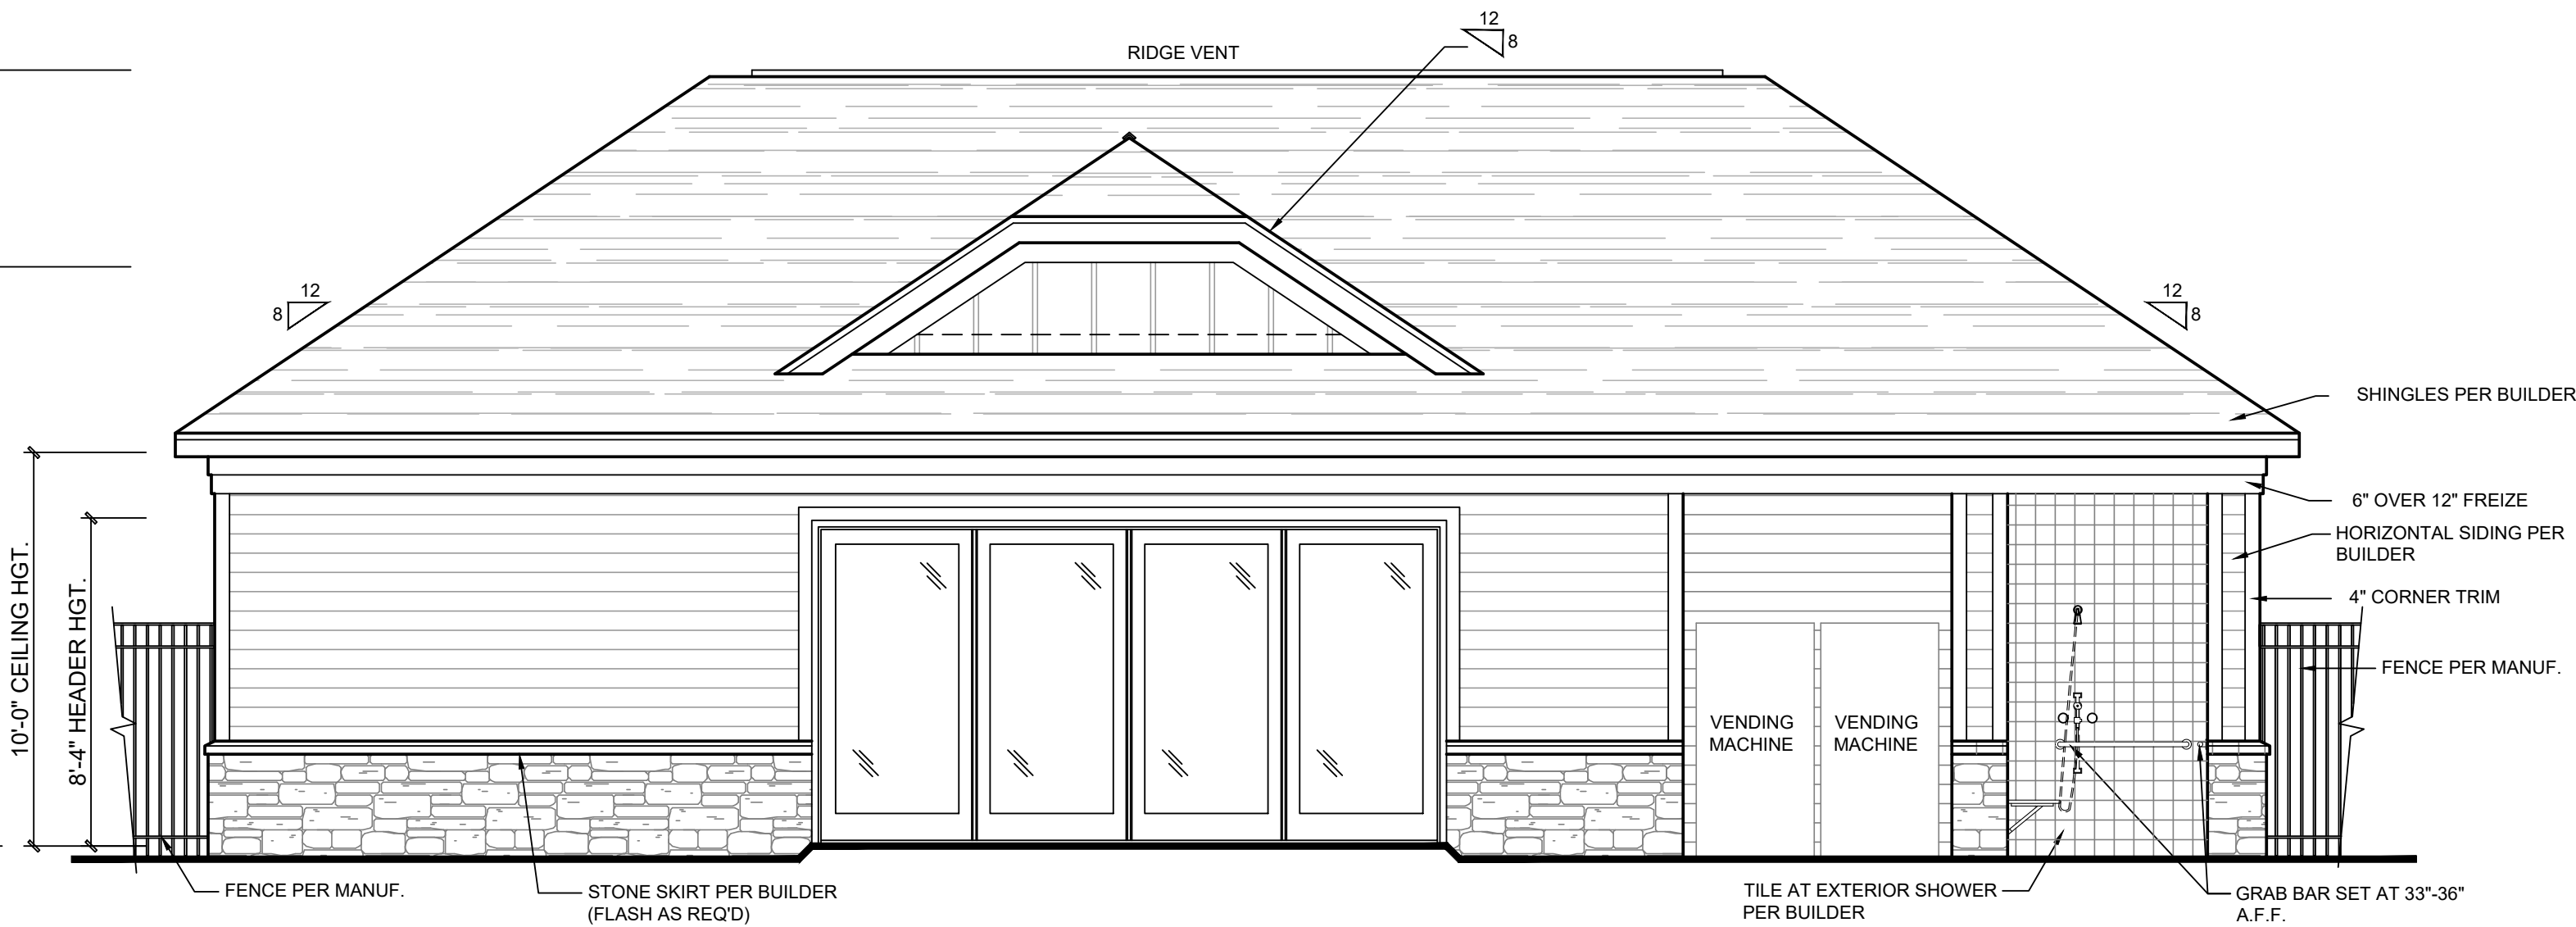 12
8
RIDGE VENT
12
8
12
8
SHINGLES PER BUILDER
6" OVER 12" FREIZE
HORIZONTAL SIDING PER
BUILDER
4" CORNER TRIM
FENCE PER MANUF.
10'-0" CEILING HGT.
8'-4" HEADER HGT.
VENDING
MACHINE
VENDING
MACHINE
FENCE PER MANUF.
STONE SKIRT PER BUILDER
(FLASH AS REQ'D)
TILE AT EXTERIOR SHOWER
PER BUILDER
GRAB BAR SET AT 33"-36"
A.F.F.